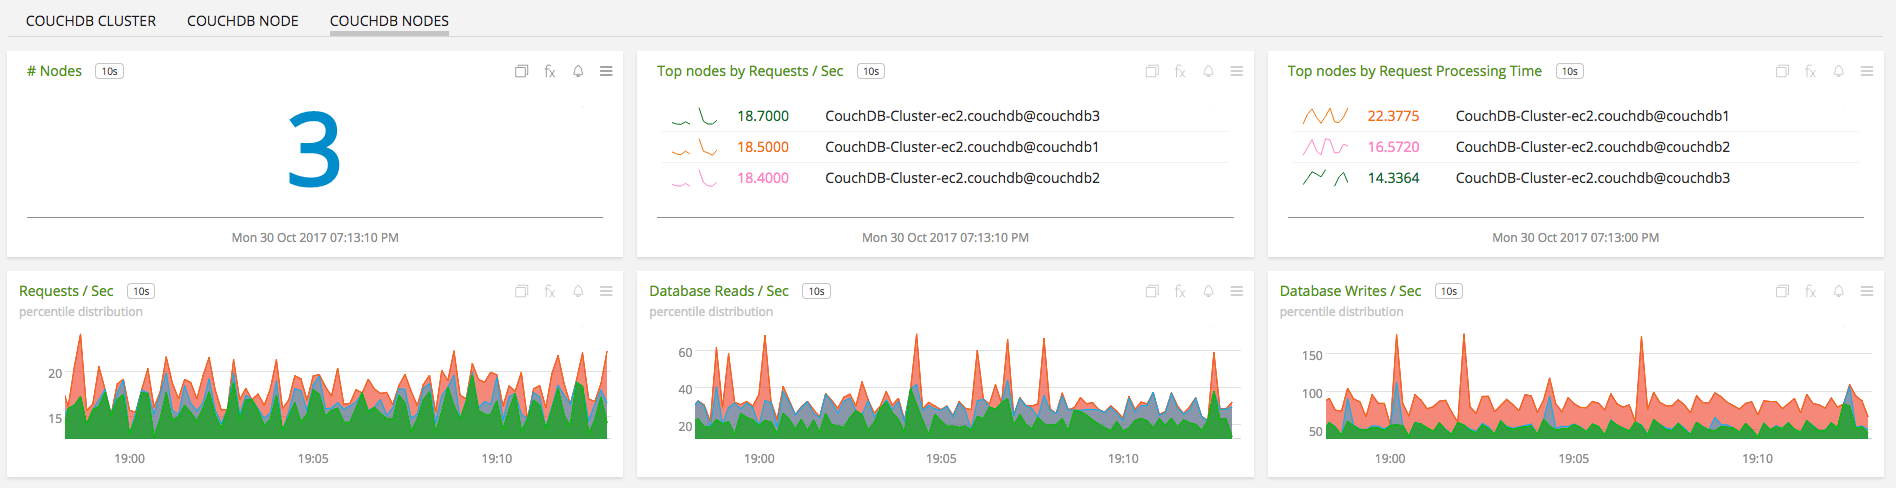 COUCHDB CLUSTER COUCHDB NODE COUCHDB NODES
# Nodes 10s fx
3
Mon 30 Oct 2017 07:13:10 PM
Top nodes by Requests / Sec 10s fx
18.7000 CouchDB-Cluster-ec2.couchdb@couchdb3
18.5000 CouchDB-Cluster-ec2.couchdb@couchdb1
18.4000 CouchDB-Cluster-ec2.couchdb@couchdb2
Mon 30 Oct 2017 07:13:10 PM
Top nodes by Request Processing Time 10s fx
22.3775 CouchDB-Cluster-ec2.couchdb@couchdb1
16.5720 CouchDB-Cluster-ec2.couchdb@couchdb2
14.3364 CouchDB-Cluster-ec2.couchdb@couchdb3
Mon 30 Oct 2017 07:13:00 PM
Requests / Sec 10s fx
percentile distribution
20
15
19:00 19:05 19:10
Database Reads / Sec 10s fx
percentile distribution
60
40
20
19:00 19:05 19:10
Database Writes / Sec 10s fx
percentile distribution
150
100
50
19:00 19:05 19:10